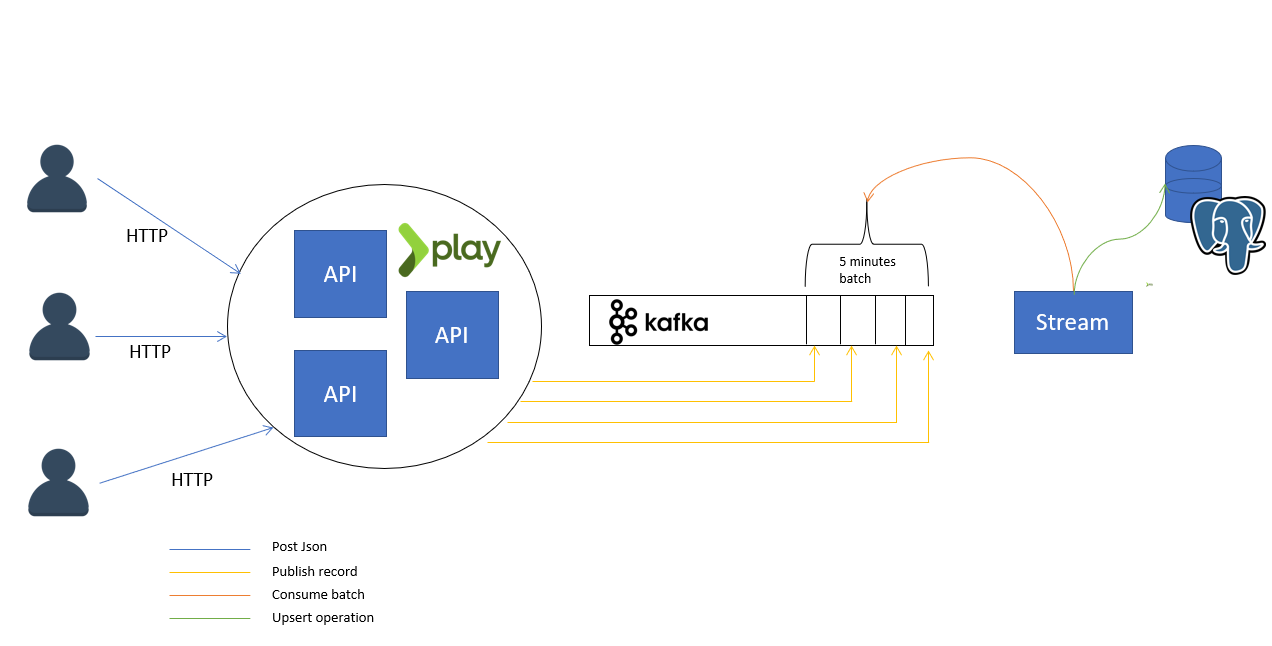 HTTP
HTTP
HTTP
API
API
API
play
kafka
5 minutes
batch
Stream
Post Json
Publish record
Consume batch
Upsert operation